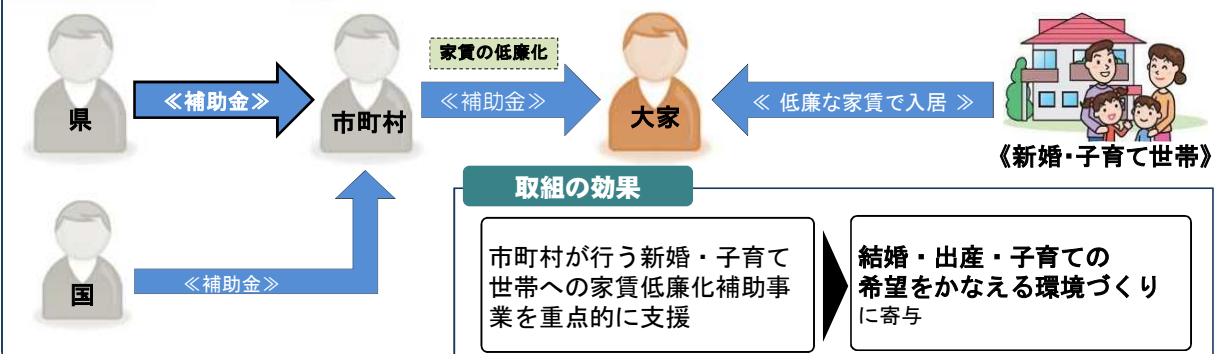 県
≪補助金≫
市町村
家賃の低廉化
≪補助金≫
大家
≪ 低廉な家賃で入居 ≫
《新婚・子育て世帯》
国
≪補助金≫
取組の効果
市町村が行う新婚・子育て
世帯への家賃低廉化補助事
業を重点的に支援
結婚・出産・子育ての
希望をかなえる環境づくり
に寄与